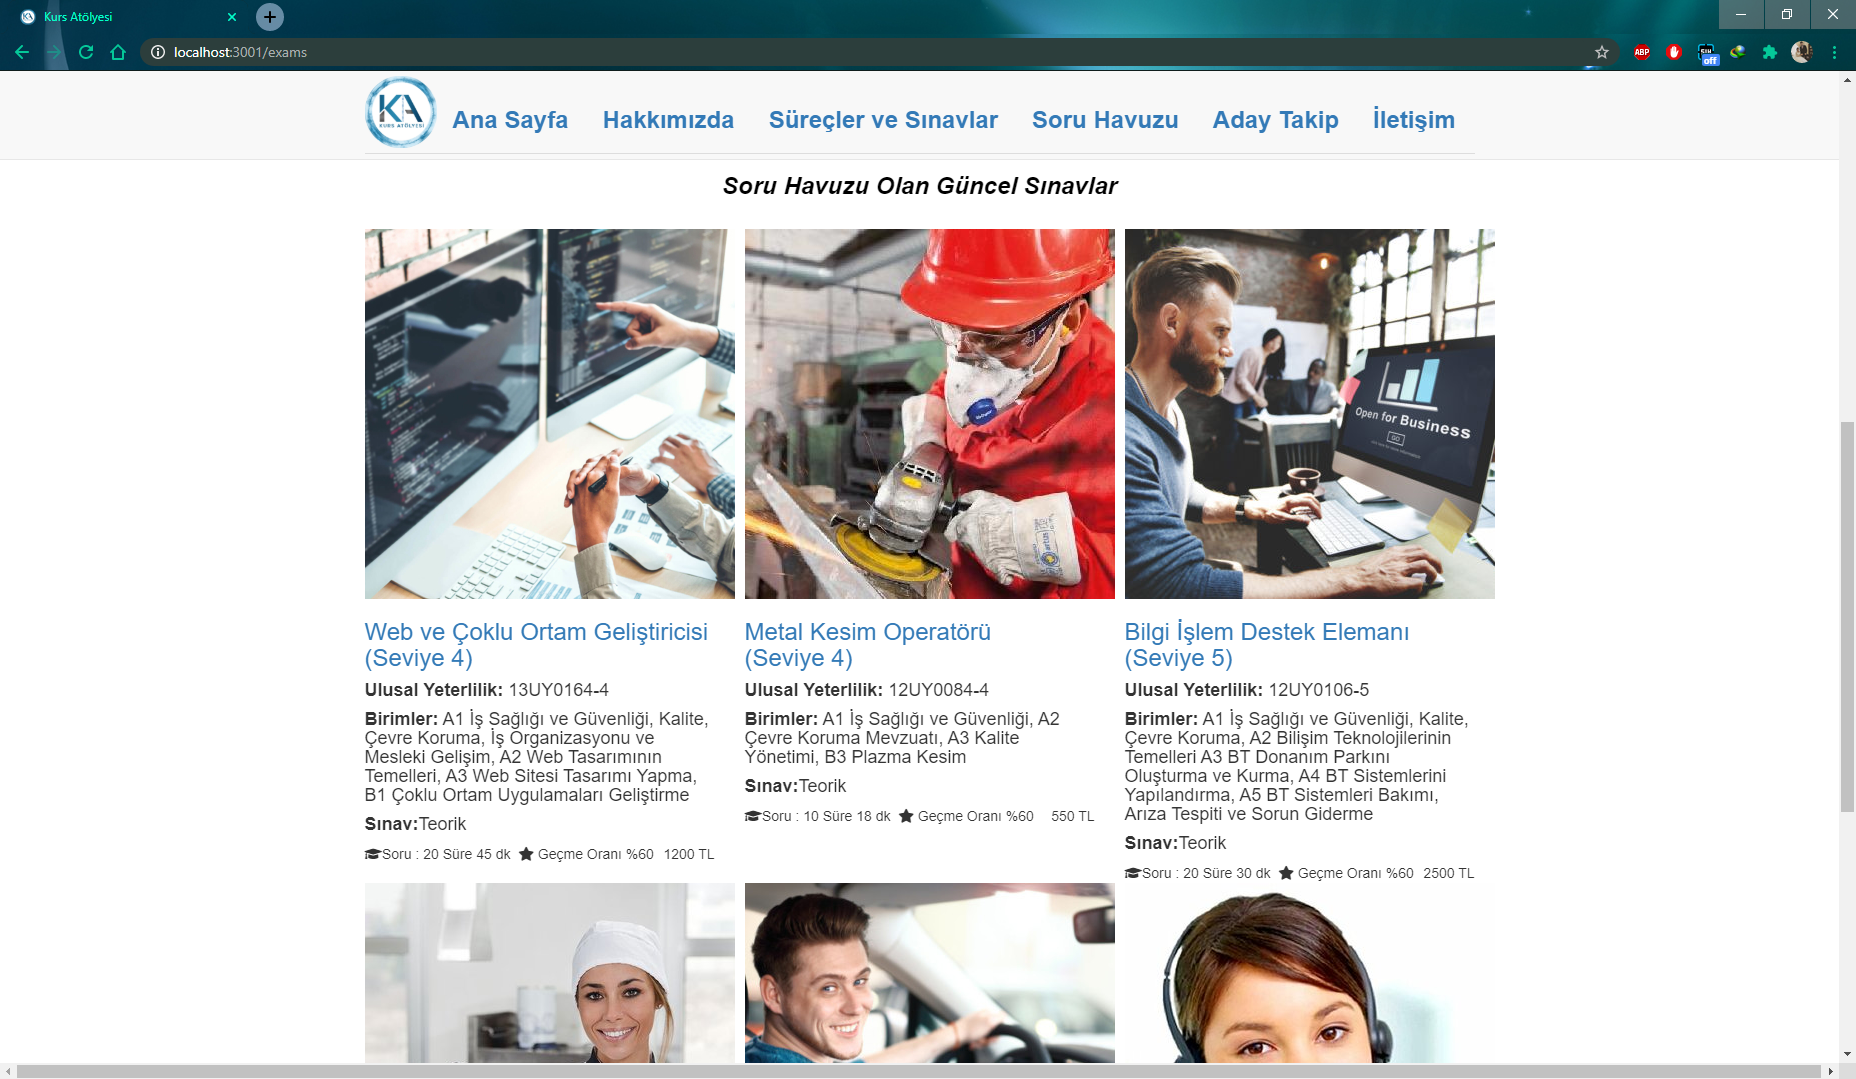 Kurs Atölyesi
localhost:3001/exams
ABP
off
KA
KURS ATÖLYESİ
Ana Sayfa
Hakkımızda
Süreçler ve Sınavlar
Soru Havuzu
Aday Takip
İletişim
Soru Havuzu Olan Güncel Sınavlar
Open for Business
GO
Web ve Çoklu Ortam Geliştiricisi
(Seviye 4)
Ulusal Yeterlilik: 13UY0164-4
Birimler: A1 İş Sağlığı ve Güvenliği, Kalite,
Çevre Koruma, İş Organizasyonu ve
Mesleki Gelişim, A2 Web Tasarımının
Temelleri, A3 Web Sitesi Tasarımı Yapma,
B1 Çoklu Ortam Uygulamaları Geliştirme
Sınav:Teorik
Soru : 20 Süre 45 dk Geçme Oranı %60 1200 TL
Metal Kesim Operatörü
(Seviye 4)
Ulusal Yeterlilik: 12UY0084-4
Birimler: A1 İş Sağlığı ve Güvenliği, A2
Çevre Koruma Mevzuatı, A3 Kalite
Yönetimi, B3 Plazma Kesim
Sınav:Teorik
Soru : 10 Süre 18 dk Geçme Oranı %60 550 TL
Bilgi İşlem Destek Elemanı
(Seviye 5)
Ulusal Yeterlilik: 12UY0106-5
Birimler: A1 İş Sağlığı ve Güvenliği, Kalite,
Çevre Koruma, A2 Bilişim Teknolojilerinin
Temelleri A3 BT Donanım Parkını
Oluşturma ve Kurma, A4 BT Sistemlerini
Yapılandırma, A5 BT Sistemleri Bakımı,
Arıza Tespiti ve Sorun Giderme
Sınav:Teorik
Soru : 20 Süre 30 dk Geçme Oranı %60 2500 TL